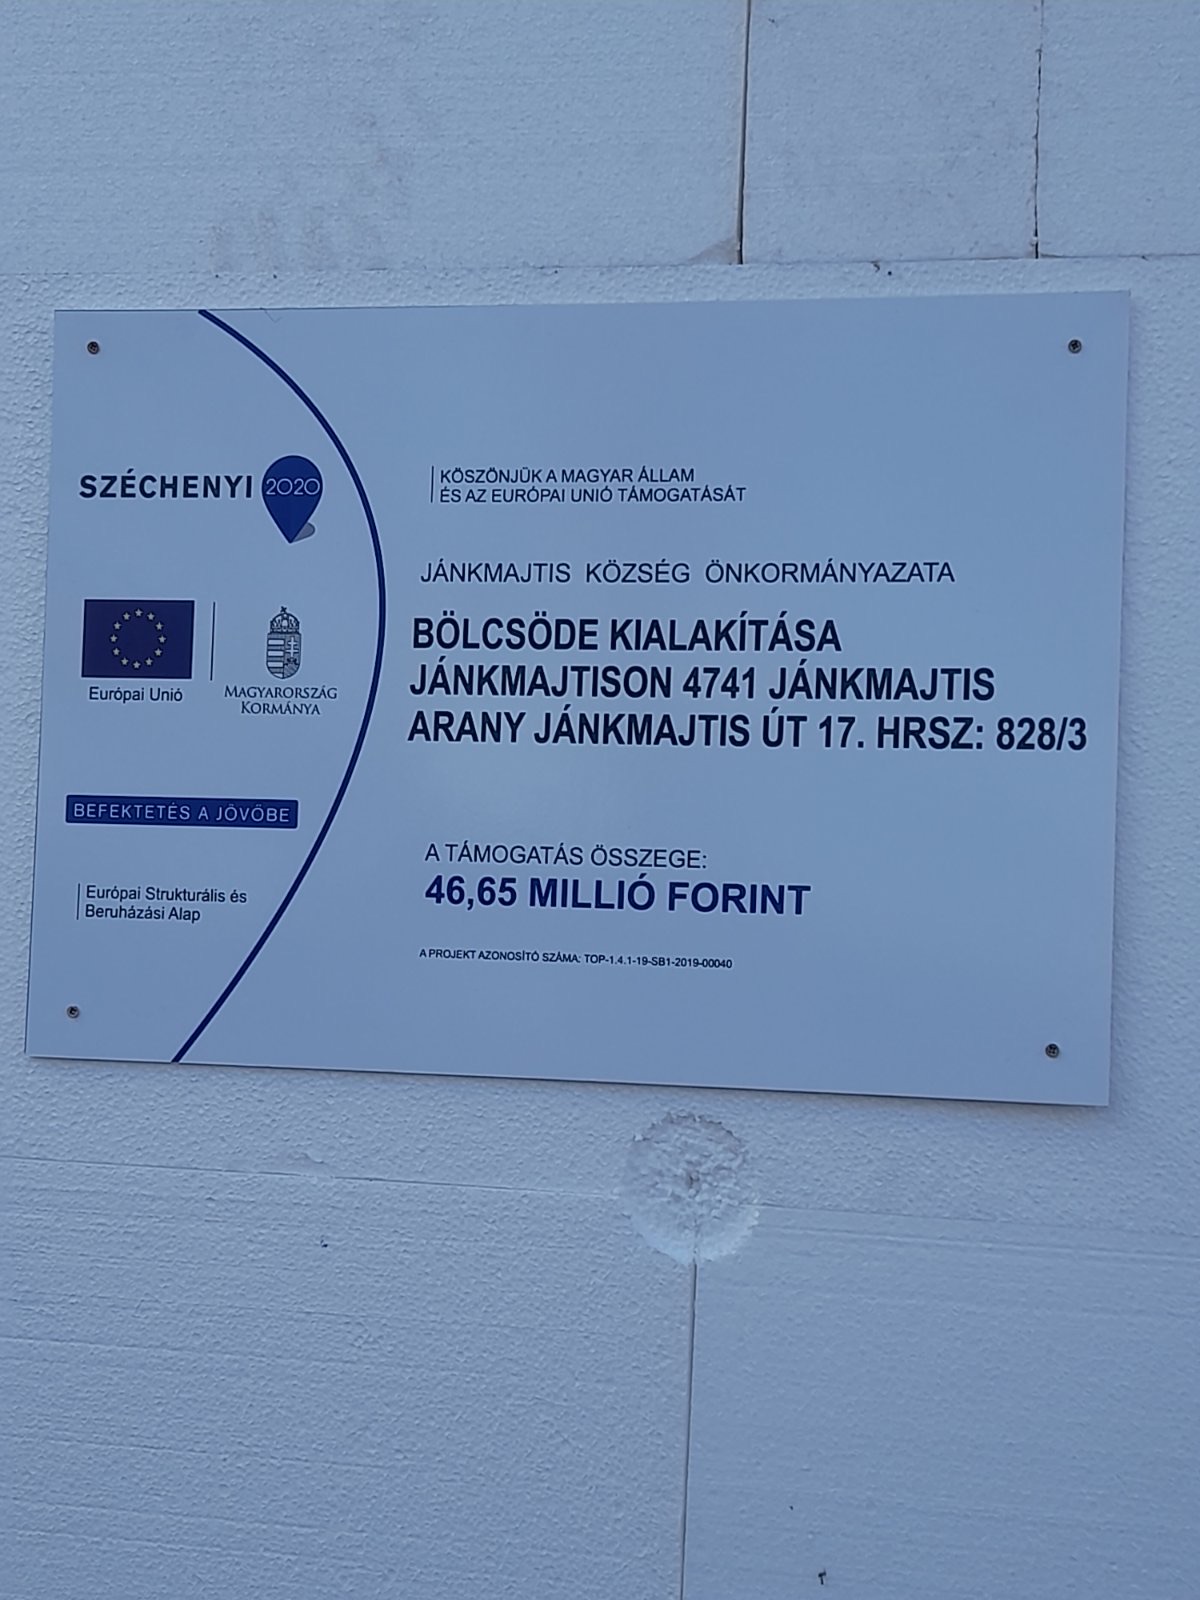 SZÉCHENYI 2020
Európai Unió
MAGYARORSZÁG
KORMÁNYA
BEFEKTETÉS A JÖVŐBE
Európai Strukturális és
Beruházási Alap
KÖSZÖNJÜK A MAGYAR ÁLLAM
ÉS AZ EURÓPAI UNIÓ TÁMOGATÁSÁT
JÁNKMAJTIS KÖZSÉG ÖNKORMÁNYAZATA
BÖLCSÖDE KIALAKÍTÁSA
JÁNKMAJTISON 4741 JÁNKMAJTIS
ARANY JÁNKMAJTIS ÚT 17. HRSZ: 828/3
A TÁMOGATÁS ÖSSZEGE:
46,65 MILLIÓ FORINT
A PROJEKT AZONOSÍTÓ SZÁMA: TOP-1.4.1-19-SB1-2019-00040